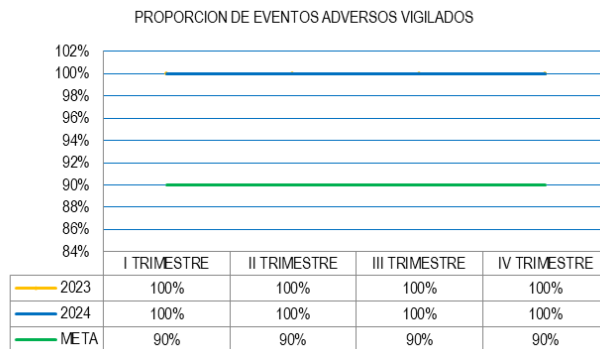 PROPORCION DE EVENTOS ADVERSOS VIGILADOS
102%
100%
98%
96%
94%
92%
90%
88%
86%
84%
I TRIMESTRE II TRIMESTRE III TRIMESTRE IV TRIMESTRE
2023 100% 100% 100% 100%
2024 100% 100% 100% 100%
META 90% 90% 90% 90%